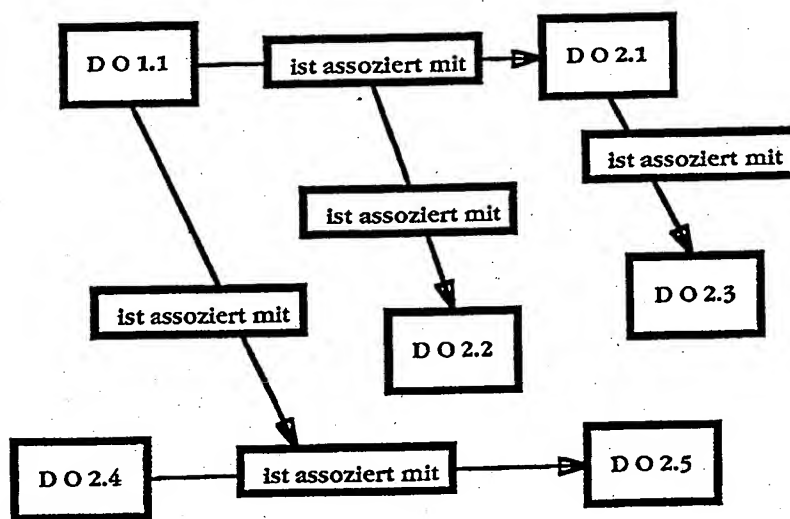 D O 1.1
ist assoziert mit
D O 2.1
ist assoziert mit
ist assoziert mit
D O 2.3
ist assoziert mit
D O 2.2
D O 2.4
ist assoziert mit
D O 2.5